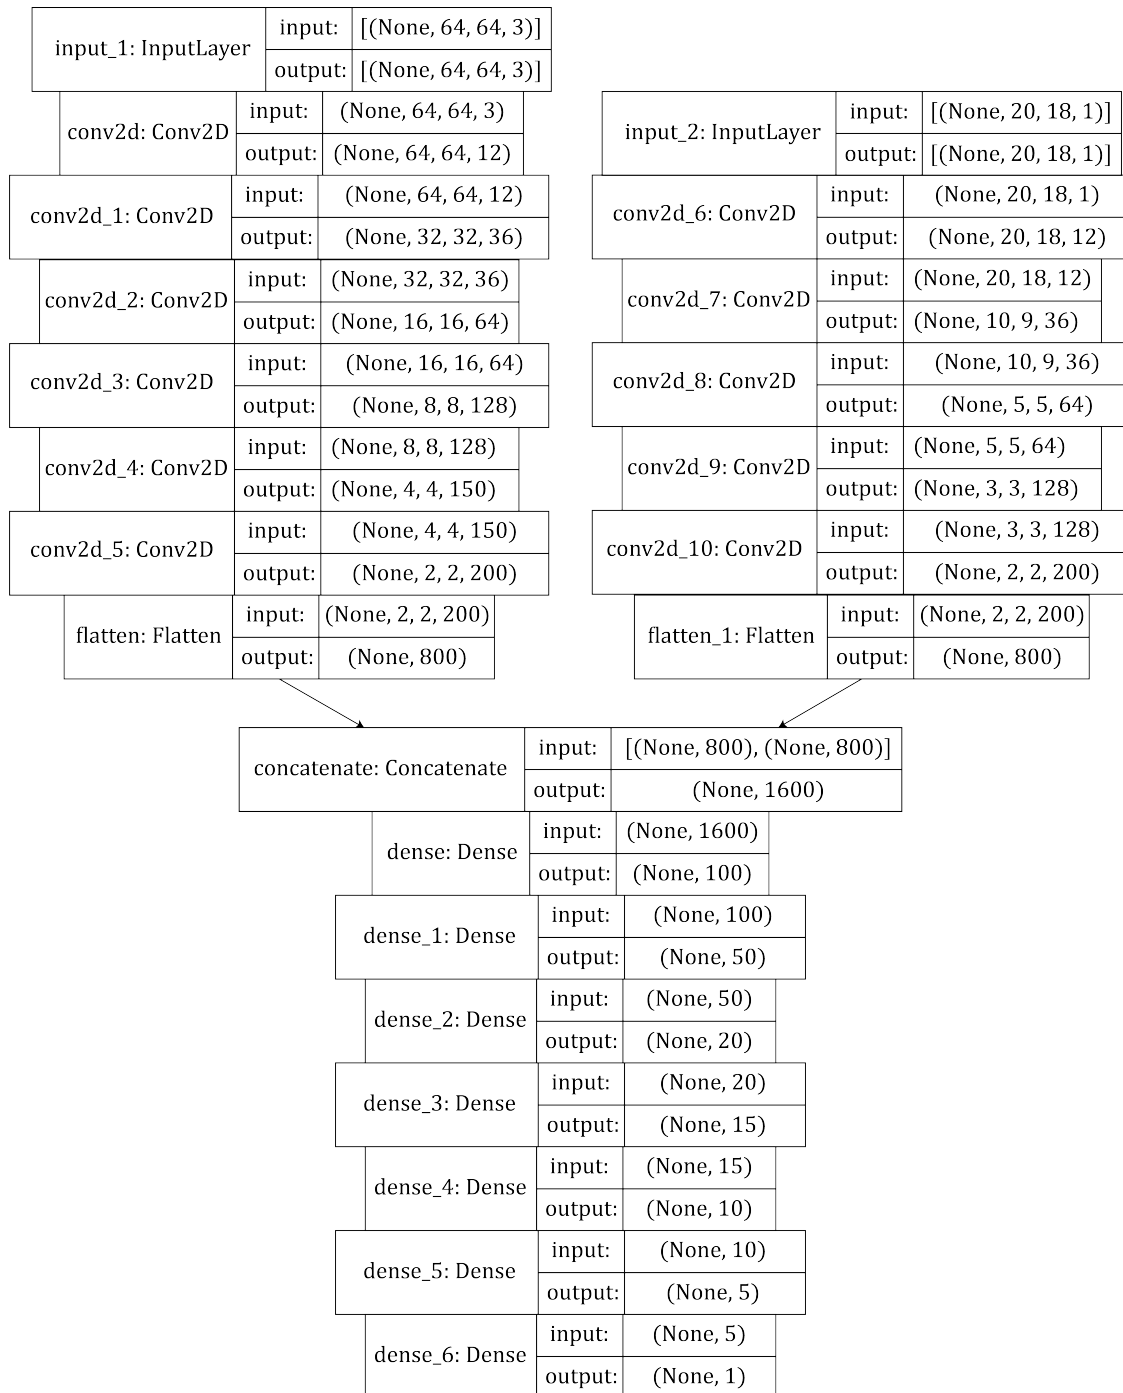 input_1: InputLayer
input: [(None, 64, 64, 3)]
output: [(None, 64, 64, 3)]
conv2d: Conv2D
input: (None, 64, 64, 3)
output: (None, 64, 64, 12)
conv2d_1: Conv2D
input: (None, 64, 64, 12)
output: (None, 32, 32, 36)
conv2d_2: Conv2D
input: (None, 32, 32, 36)
output: (None, 16, 16, 64)
conv2d_3: Conv2D
input: (None, 16, 16, 64)
output: (None, 8, 8, 128)
conv2d_4: Conv2D
input: (None, 8, 8, 128)
output: (None, 4, 4, 150)
conv2d_5: Conv2D
input: (None, 4, 4, 150)
output: (None, 2, 2, 200)
flatten: Flatten
input: (None, 2, 2, 200)
output: (None, 800)
input_2: InputLayer
input: [(None, 20, 18, 1)]
output: [(None, 20, 18, 1)]
conv2d_6: Conv2D
input: (None, 20, 18, 1)
output: (None, 20, 18, 12)
conv2d_7: Conv2D
input: (None, 20, 18, 12)
output: (None, 10, 9, 36)
conv2d_8: Conv2D
input: (None, 10, 9, 36)
output: (None, 5, 5, 64)
conv2d_9: Conv2D
input: (None, 5, 5, 64)
output: (None, 3, 3, 128)
conv2d_10: Conv2D
input: (None, 3, 3, 128)
output: (None, 2, 2, 200)
flatten_1: Flatten
input: (None, 2, 2, 200)
output: (None, 800)
concatenate: Concatenate
input: [(None, 800), (None, 800)]
output: (None, 1600)
dense: Dense
input: (None, 1600)
output: (None, 100)
dense_1: Dense
input: (None, 100)
output: (None, 50)
dense_2: Dense
input: (None, 50)
output: (None, 20)
dense_3: Dense
input: (None, 20)
output: (None, 15)
dense_4: Dense
input: (None, 15)
output: (None, 10)
dense_5: Dense
input: (None, 10)
output: (None, 5)
dense_6: Dense
input: (None, 5)
output: (None, 1)